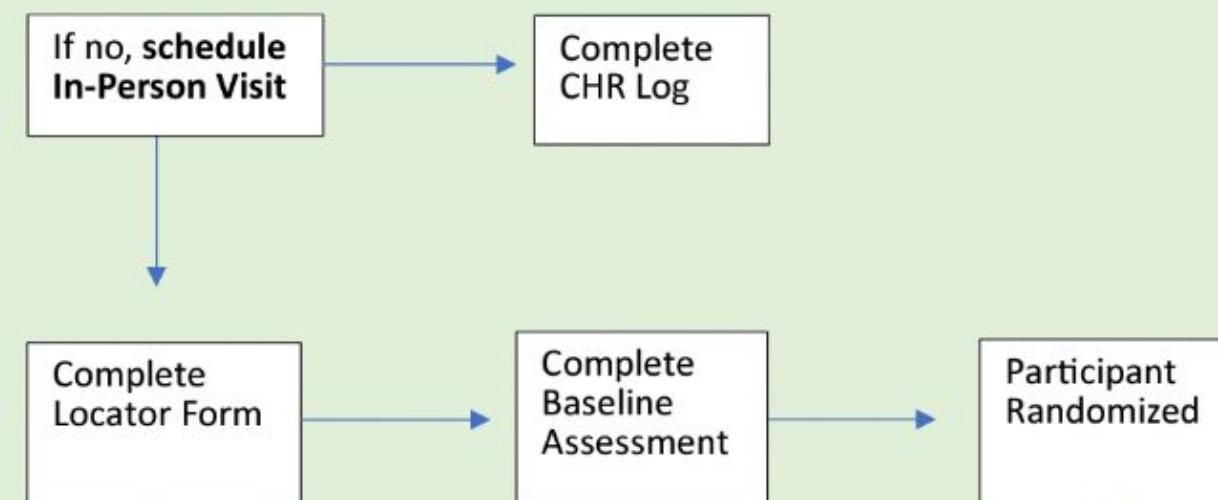 If no, schedule
In-Person Visit
Complete
CHR Log
Complete
Locator Form
Complete
Baseline
Assessment
Participant
Randomized